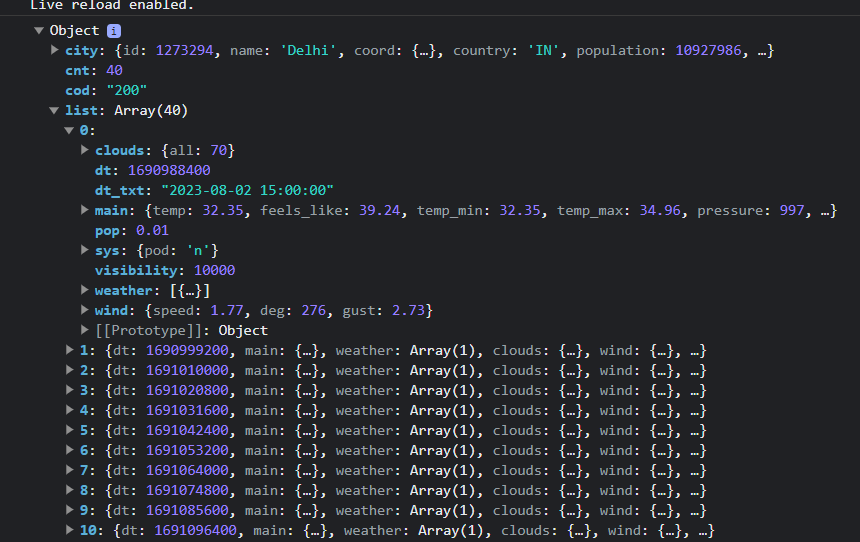 Live reload enabled.
Object i
city: {id: 1273294, name: 'Delhi', coord: {…}, country: 'IN', population: 10927986, …}
cnt: 40
cod: "200"
list: Array(40)
0:
clouds: {all: 70}
dt: 1690988400
dt_txt: "2023-08-02 15:00:00"
main: {temp: 32.35, feels_like: 39.24, temp_min: 32.35, temp_max: 34.96, pressure: 997, …}
pop: 0.01
sys: {pod: 'n'}
visibility: 10000
weather: [{…}]
wind: {speed: 1.77, deg: 276, gust: 2.73}
[[Prototype]]: Object
1: {dt: 1690999200, main: {…}, weather: Array(1), clouds: {…}, wind: {…}, …}
2: {dt: 1691010000, main: {…}, weather: Array(1), clouds: {…}, wind: {…}, …}
3: {dt: 1691020800, main: {…}, weather: Array(1), clouds: {…}, wind: {…}, …}
4: {dt: 1691031600, main: {…}, weather: Array(1), clouds: {…}, wind: {…}, …}
5: {dt: 1691042400, main: {…}, weather: Array(1), clouds: {…}, wind: {…}, …}
6: {dt: 1691053200, main: {…}, weather: Array(1), clouds: {…}, wind: {…}, …}
7: {dt: 1691064000, main: {…}, weather: Array(1), clouds: {…}, wind: {…}, …}
8: {dt: 1691074800, main: {…}, weather: Array(1), clouds: {…}, wind: {…}, …}
9: {dt: 1691085600, main: {…}, weather: Array(1), clouds: {…}, wind: {…}, …}
10: {dt: 1691096400, main: {…}, weather: Array(1), clouds: {…}, wind: {…}, …}